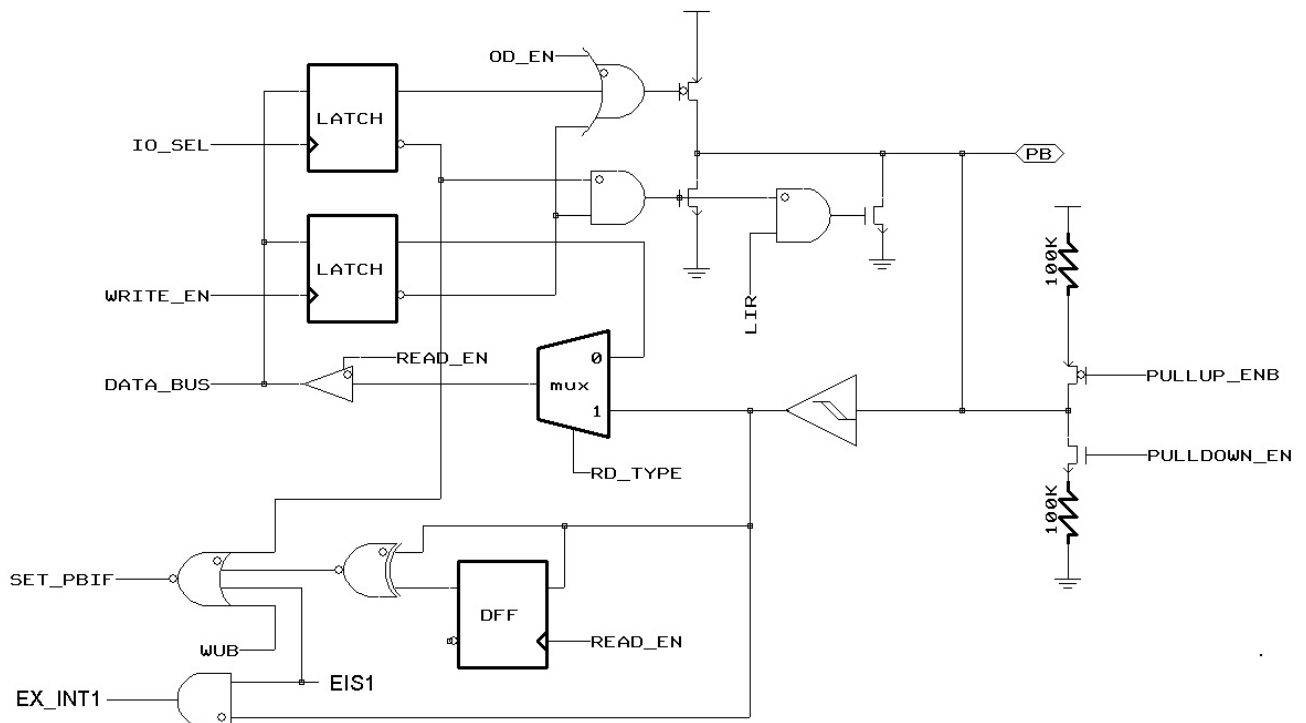 OD_EN
LATCH
IO_SEL
PB
LATCH
WRITE_EN
LIR
100K
READ_EN
DATA_BUS
mux
0
1
PULLUP_ENB
RD_TYPE
PULLDOWN_EN
100K
SET_PBIF
DFF
READ_EN
WUB
EIS1
EX_INT1